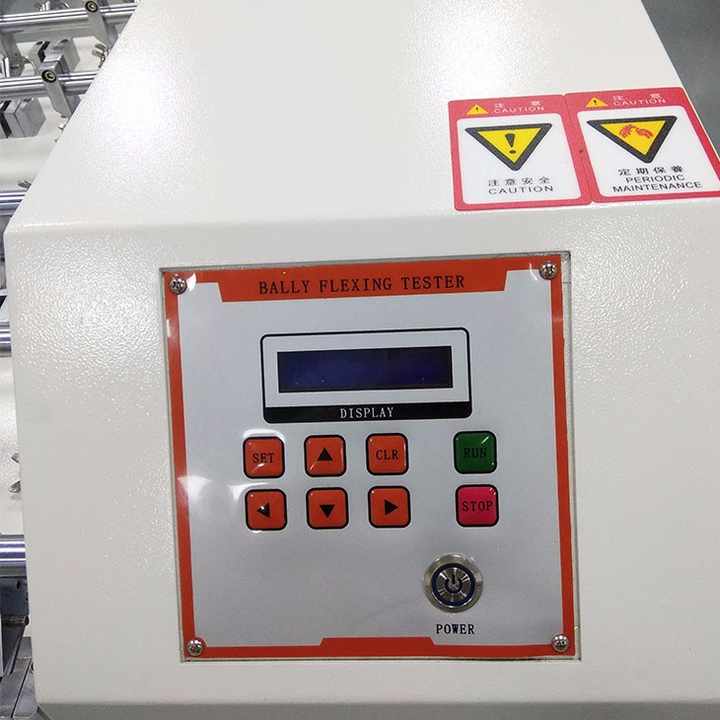 注 意
CAUTION
注意安全
CAUTION
注 意
CAUTION
定期保養
PERIODIC
MAINTENANCE
BALLY FLEXING TESTER
DISPLAY
SET
CLR
RUN
STOP
POWER